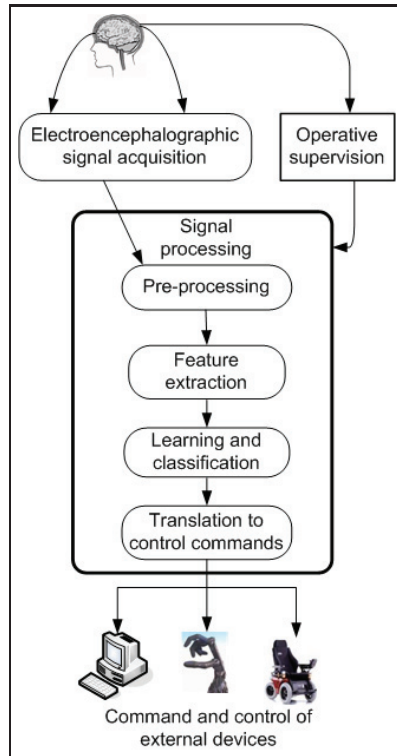 Electroencephalographic
signal acquisition
Operative
supervision
Signal
processing
Pre-processing
Feature
extraction
Learning and
classification
Translation to
control commands
Command and control of
external devices